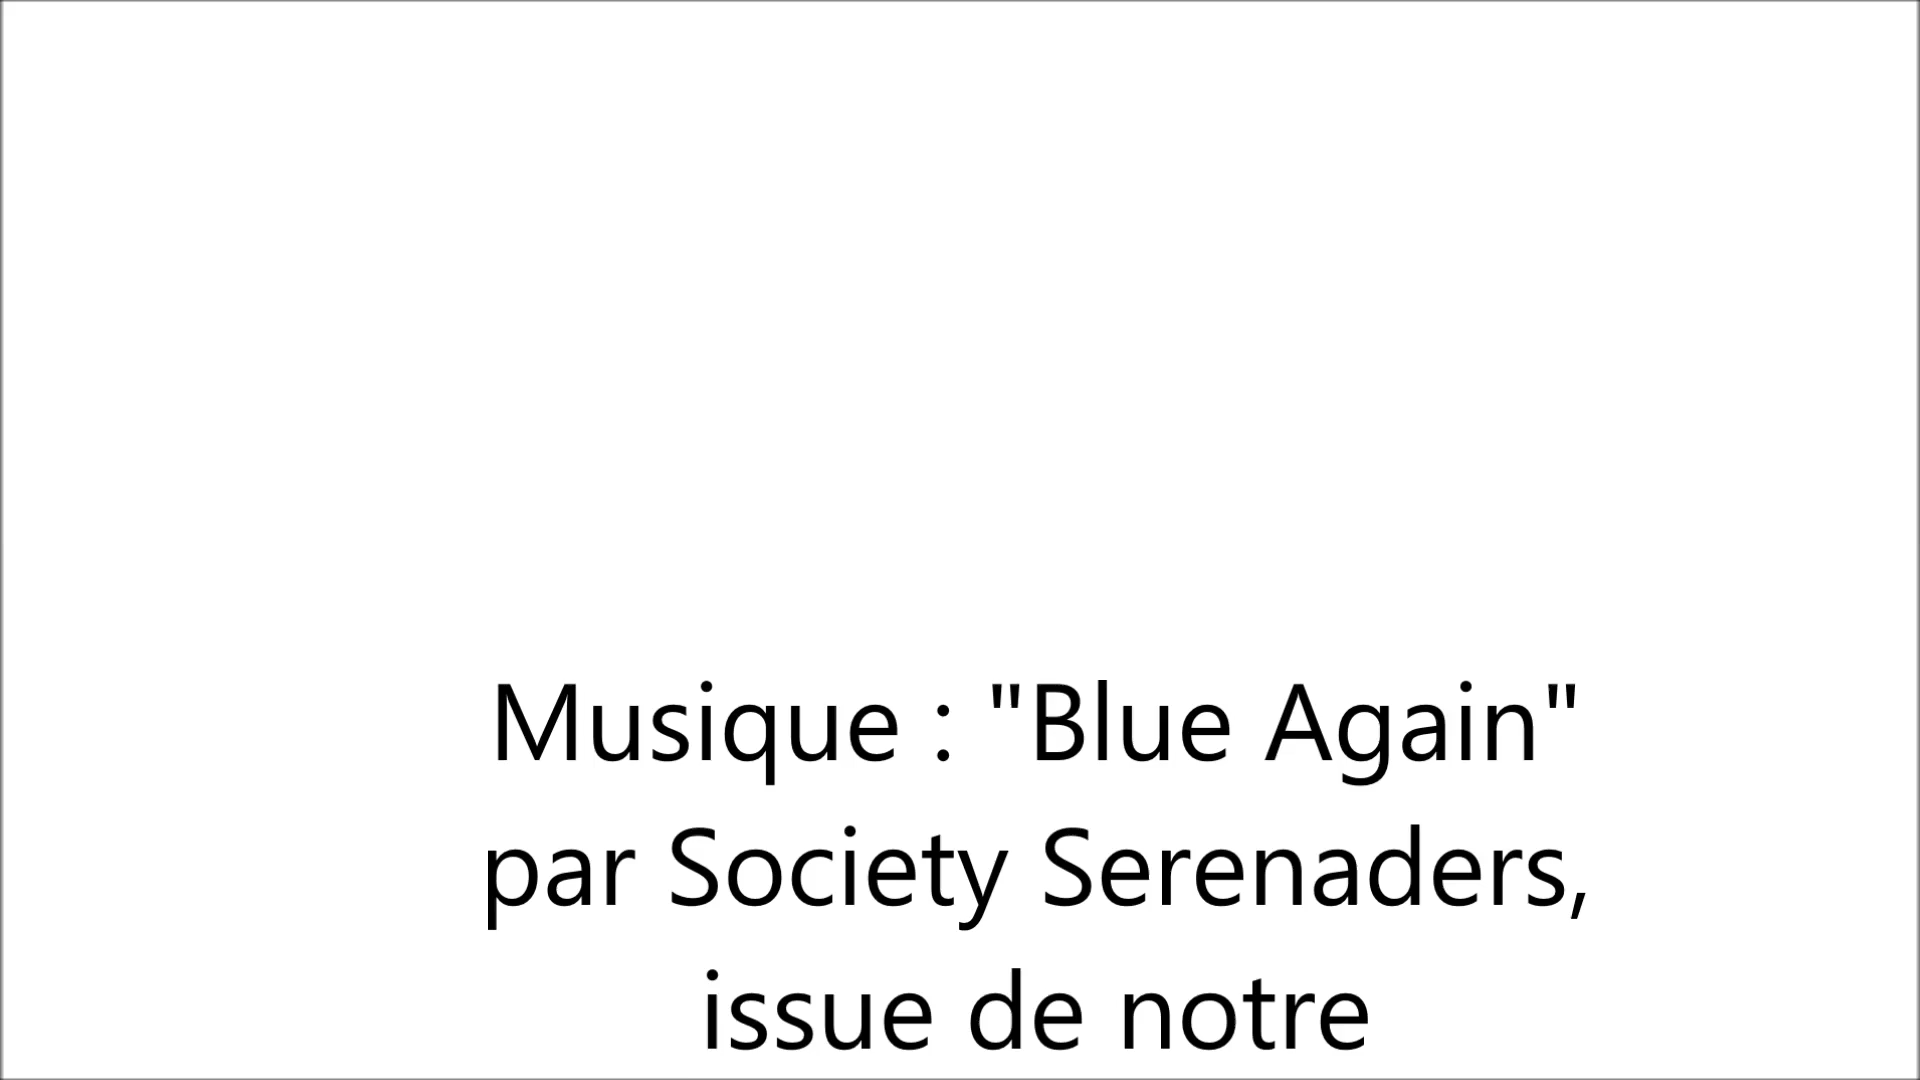 Musique : "Blue Again"
par Society Serenaders,
issue de notre